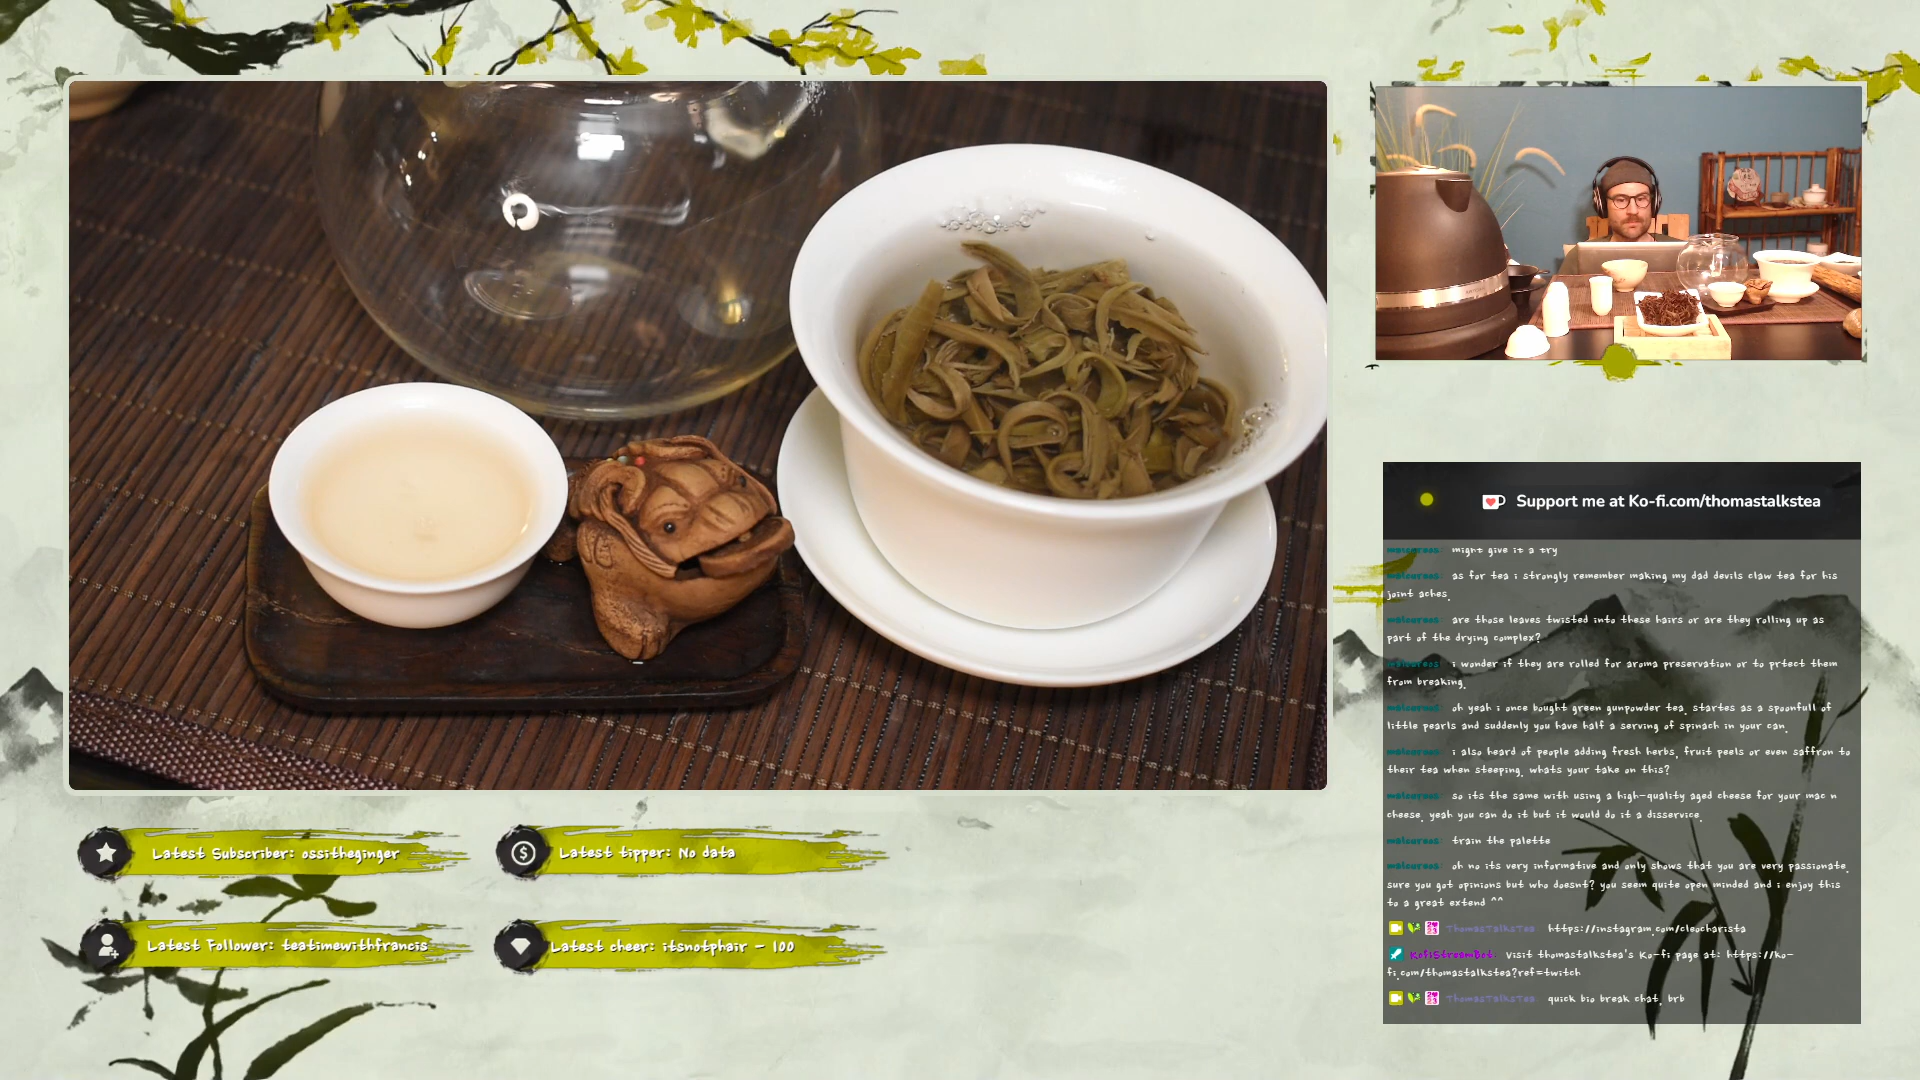 Support me at Ko-fi.com/thomastalkstea
might give it a try
as for tea i strongly remember making my dad devils claw tea for his
joint aches.
are those leaves twisted into these hairs or are they rolling up as
part of the drying complex?
i wonder if they are rolled for aroma preservation or to prtect them
from breaking.
oh yeah i once bought green gunpowder tea. startes as a spoonfull of
little pearls and suddenly you have half a serving of spinach in your can.
i also heard of people adding fresh herbs, fruit peels or even saffron to
their tea when steeping. whats your take on this?
so its the same with using a high-quality aged cheese for your mac n
cheese. yeah you can do it but it would do it a disservice.
train the palette
oh no its very informative and only shows that you are very passionate.
sure you got opinions but who doesnt? you seem quite open minded and i enjoy this
to a great extend ^^
ThomasTalksTea: https://instagram.com/cleocharista
KofiStreamBot: Visit thomastalkstea's Ko-fi page at: https://ko-
fi.com/thomastalkstea?ref=twitch
ThomasTalksTea: quick bio break chat, brb
Latest Subscriber: ossitheginger
Latest tipper: No data
Latest Follower: teatimewithfrancis
Latest cheer: itsnotphair - 100